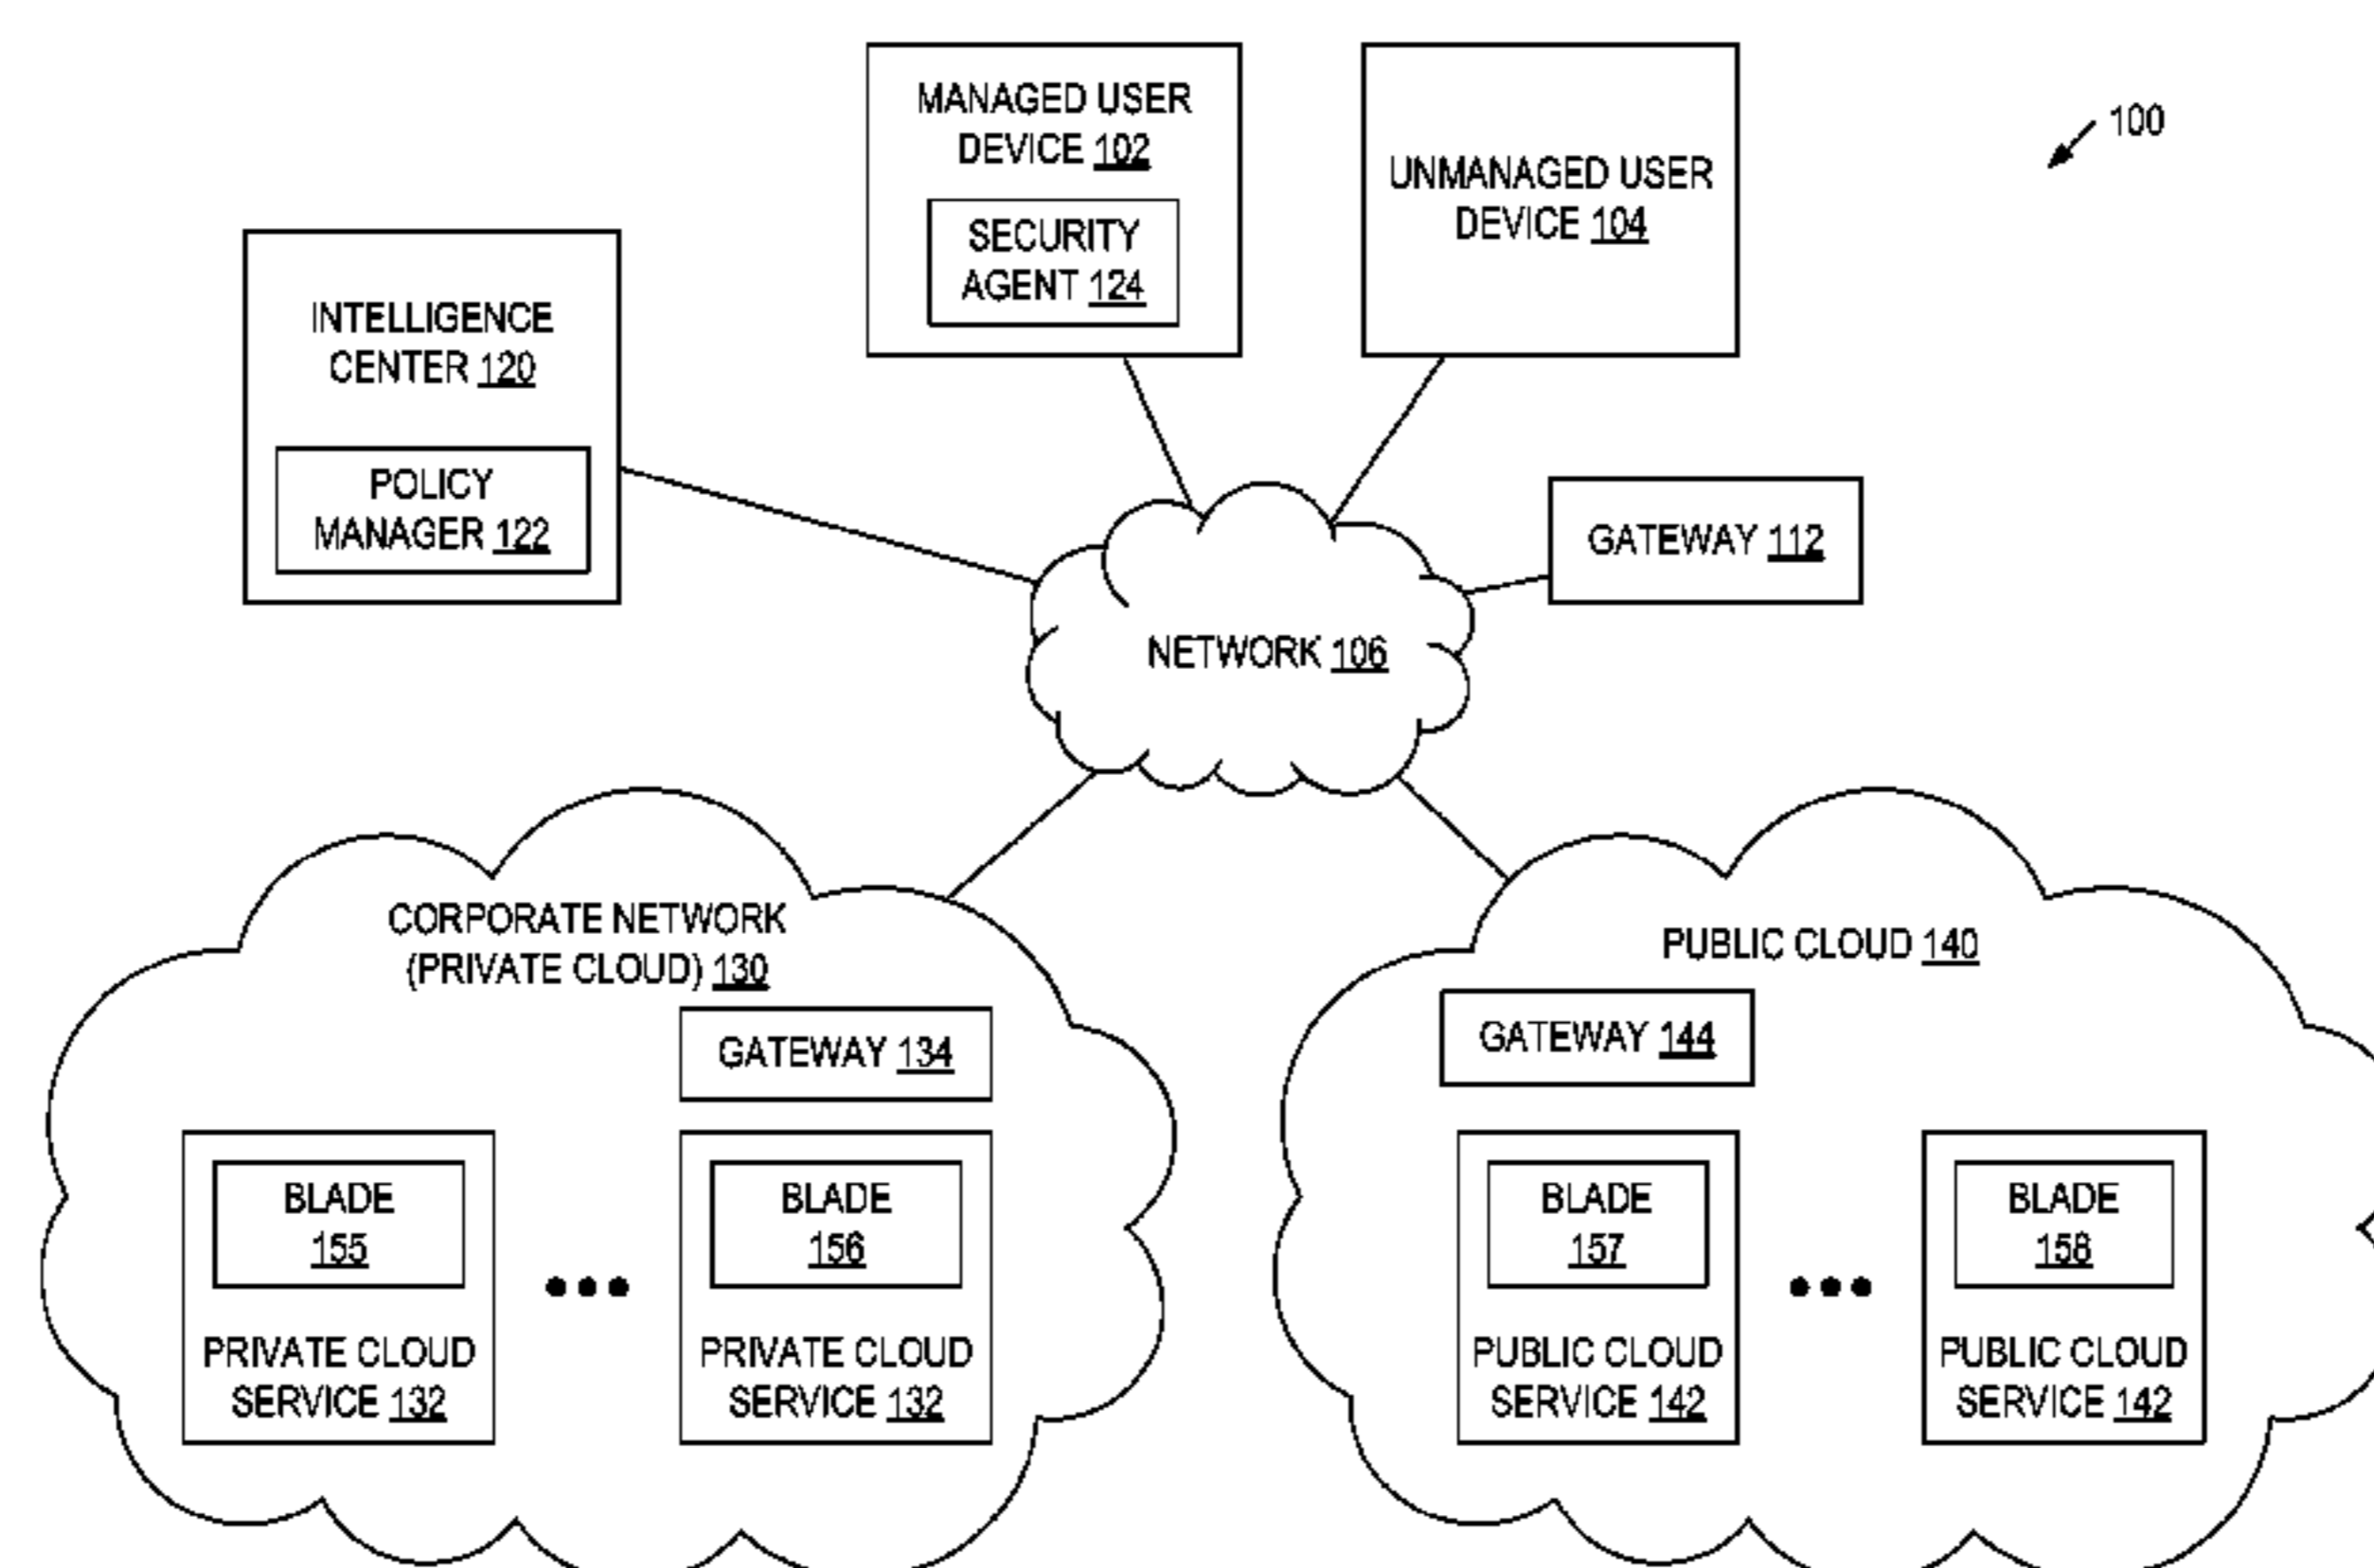 MANAGED USER
DEVICE 102
SECURITY
AGENT 124
UNMANAGED USER
DEVICE 104
100
INTELLIGENCE
CENTER 120
POLICY
MANAGER 122
GATEWAY 112
NETWORK 106
CORPORATE NETWORK
(PRIVATE CLOUD) 130
GATEWAY 134
BLADE
155
PRIVATE CLOUD
SERVICE 132
BLADE
156
PRIVATE CLOUD
SERVICE 132
PUBLIC CLOUD 140
GATEWAY 144
BLADE
157
PUBLIC CLOUD
SERVICE 142
BLADE
158
PUBLIC CLOUD
SERVICE 142